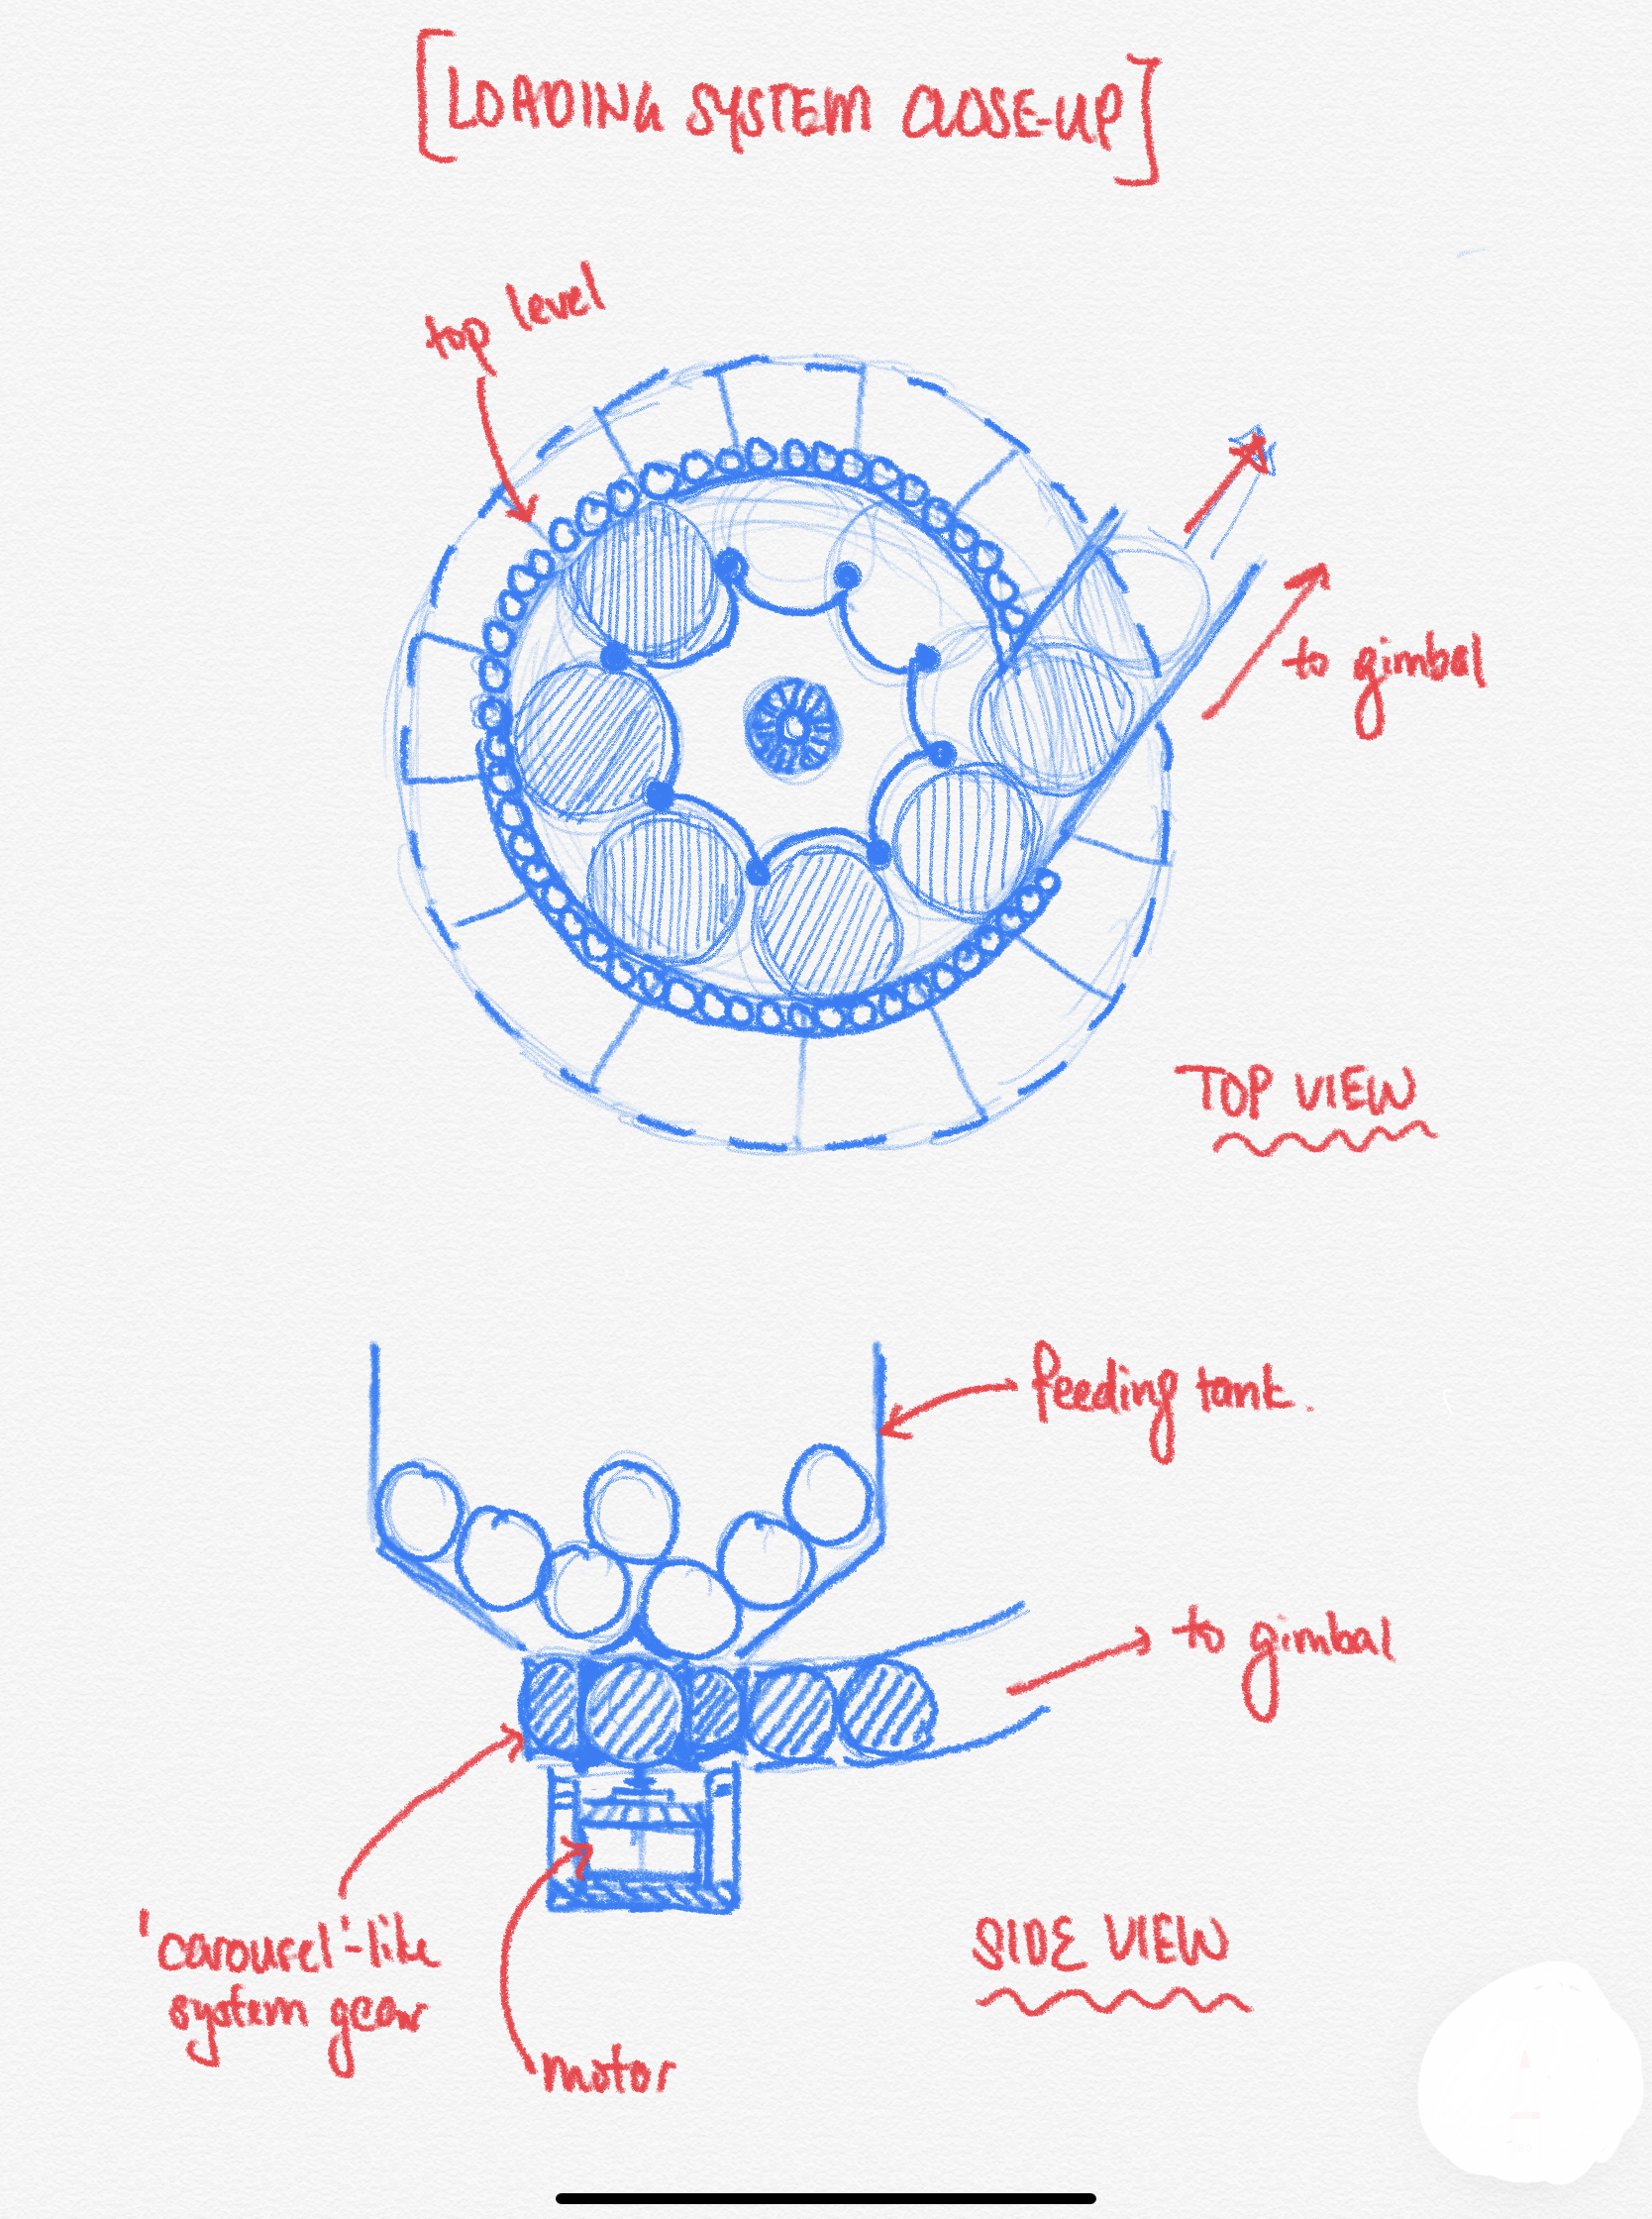 [LOADING SYSTEM CLOSE-UP]
top level
to gimbal
TOP VIEW
feeding tank.
to gimbal
'carousel'-like
system gear
motor
SIDE VIEW